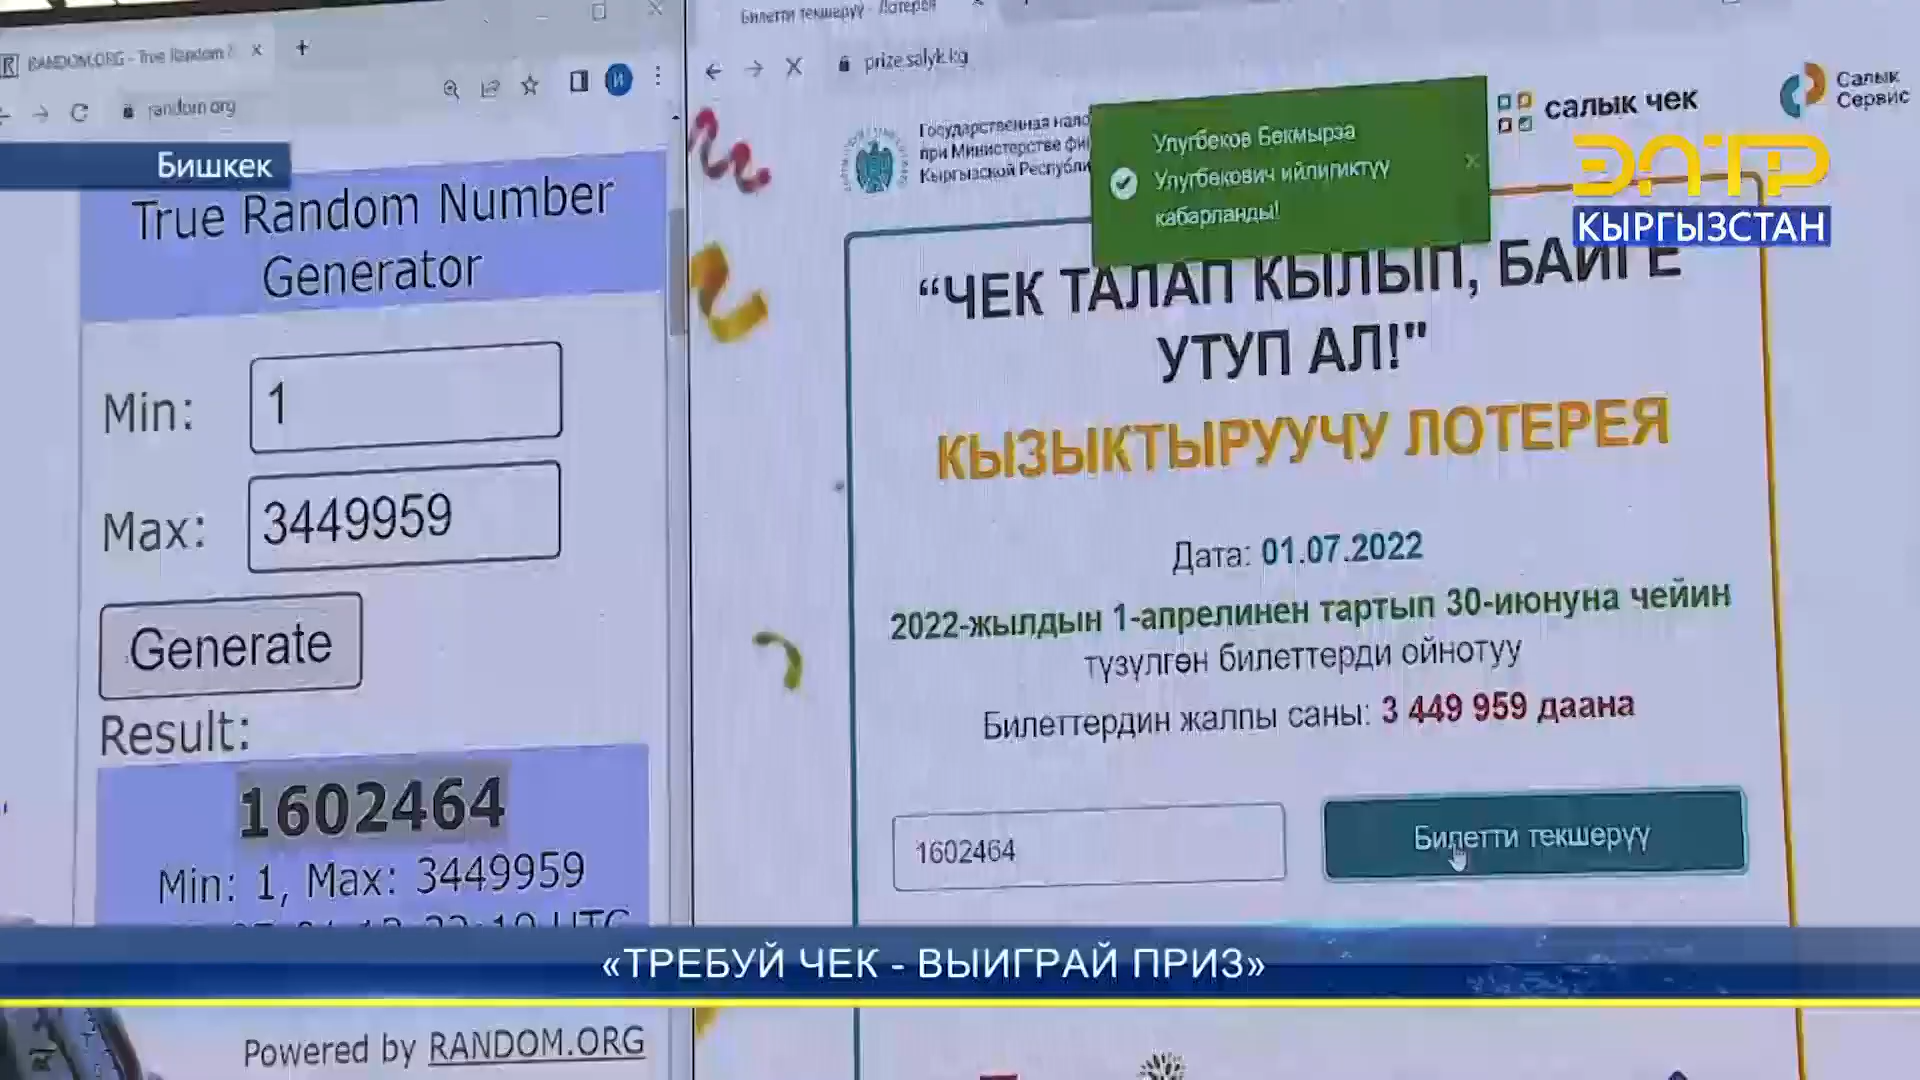 RANDOM.ORG - True Random
random.org
Бишкек
True Random Number
Generator
Min: 1
Max: 3449959
Generate
Result:
1602464
Min: 1, Max: 3449959
Powered by RANDOM.ORG
Билетти текшерүү - Лотерея
prize.salyk.kg
Государственная
при Министерстве
Кыргызской
Улугбеков Бекмырза
Улугбекович ийлигиктүү
кабарланды!
салык чек
Салык
Сервис
ЭЛТР
КЫРГЫЗСТАН
“ЧЕК ТАЛАП КЫЛЫП, БАЙГЕ
УТУП АЛ!"
КЫЗЫКТЫРУУЧУ ЛОТЕРЕЯ
Дата: 01.07.2022
2022-жылдын 1-апрелинен тартып 30-июнуна чейин
түзүлгөн билеттерди ойнотуу
Билеттердин жалпы саны: 3 449 959 даана
1602464
Билетти текшерүү
«ТРЕБУЙ ЧЕК - ВЫИГРАЙ ПРИЗ»